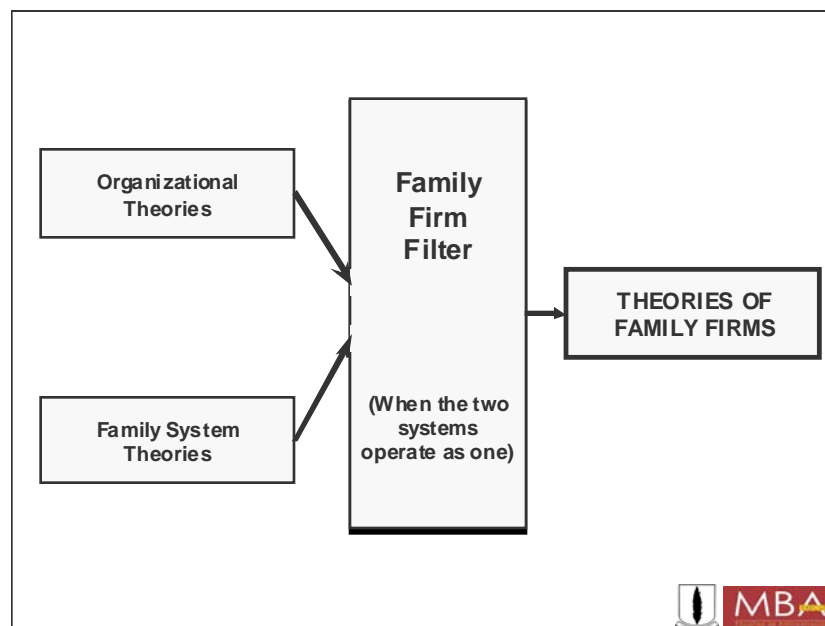 Organizational
Theories
Family
Firm
Filter
THEORIES OF
FAMILY FIRMS
(When the two
systems
operate as one)
Family System
Theories
MBA